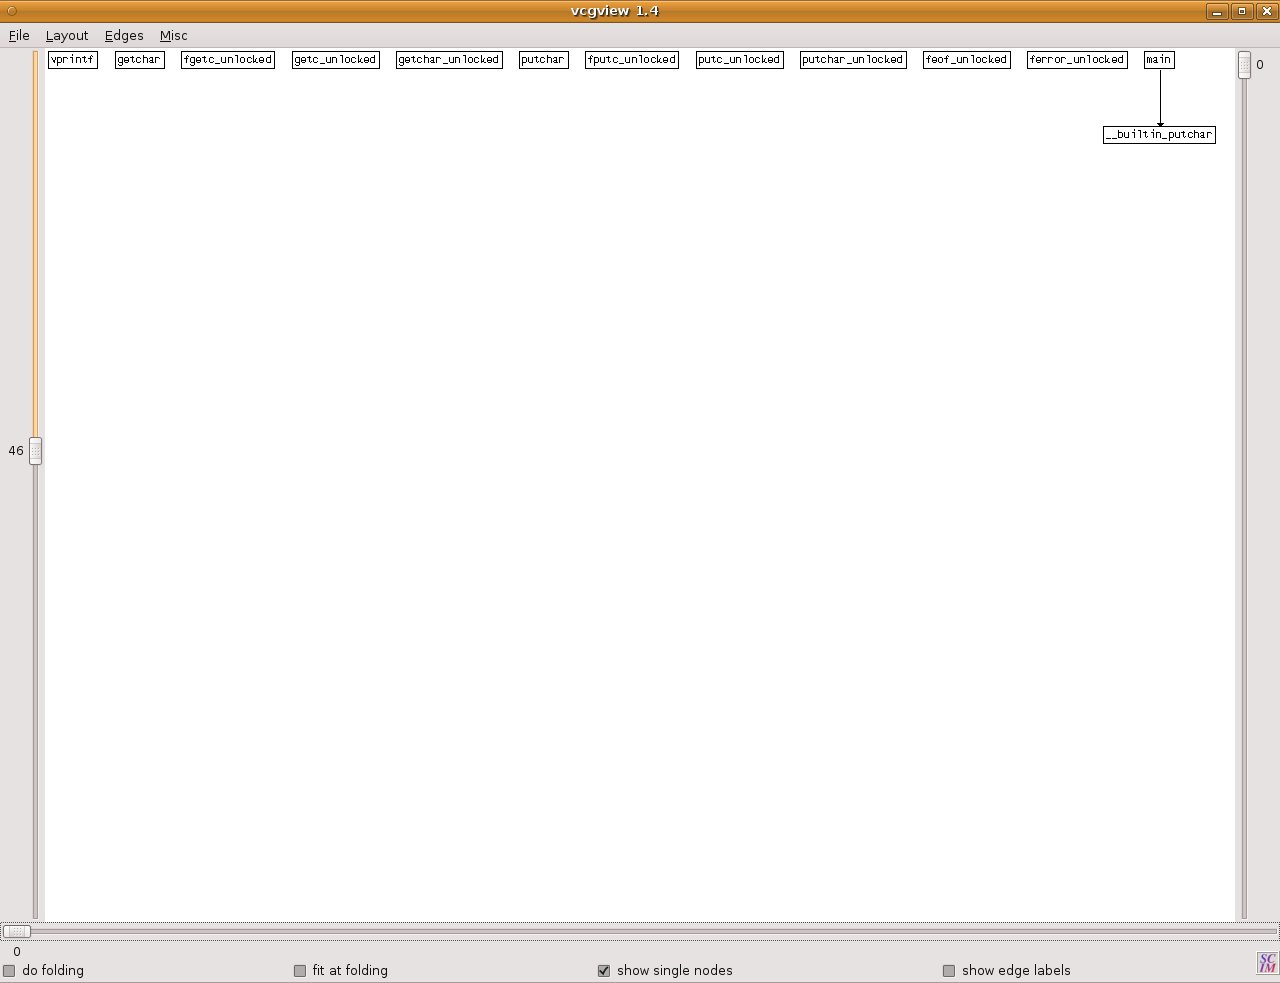 vcgview 1.4
File Layout Edges Misc
vprintf getchar fgetc_unlocked getc_unlocked getchar_unlocked putchar fputc_unlocked putc_unlocked putchar_unlocked feof_unlocked ferror_unlocked main 0
__builtin_putchar
46
0
do folding fit at folding show single nodes show edge labels
SC
IM